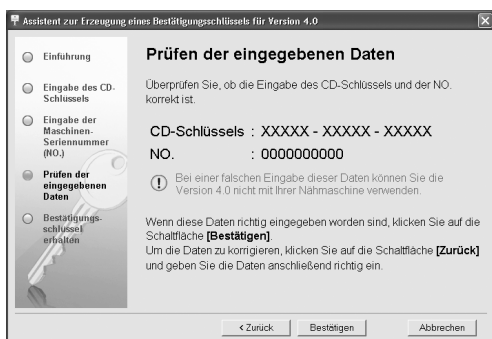 Assistent zur Erzeugung eines Bestätigungsschlüssels für Version 4.0
Einführung
Eingabe des CD-
Schlüssels
Eingabe der
Maschinen-
Seriennummer
(NO.)
Prüfen der
eingegebenen
Daten
Bestätigungs-
schlüssel
erhalten
Prüfen der eingegebenen Daten
Überprüfen Sie, ob die Eingabe des CD-Schlüssels und der NO.
korrekt ist.
CD-Schlüssels : XXXXX - XXXXX - XXXXX
NO. : 0000000000
Bei einer falschen Eingabe dieser Daten können Sie die
Version 4.0 nicht mit Ihrer Nähmaschine verwenden.
Wenn diese Daten richtig eingegeben worden sind, klicken Sie auf die
Schaltfläche [Bestätigen].
Um die Daten zu korrigieren, klicken Sie auf die Schaltfläche [Zurück]
und geben Sie die Daten anschließend richtig ein.
< Zurück Bestätigen Abbrechen